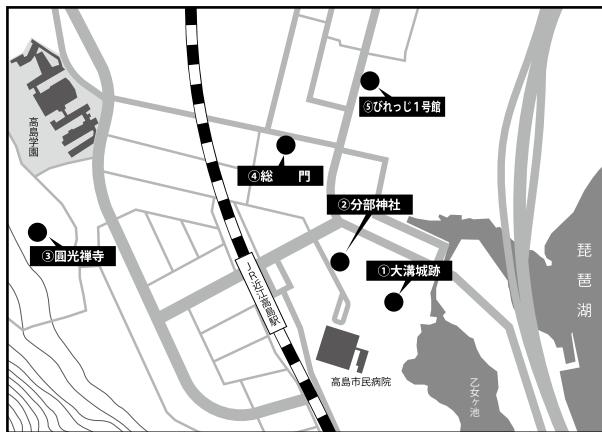 高島学園
⑤びれっじ1号館
④総　門
②分部神社
③圓光禅寺
①大溝城跡
琵琶湖
JR近江高島駅
高島市民病院
乙女ヶ池